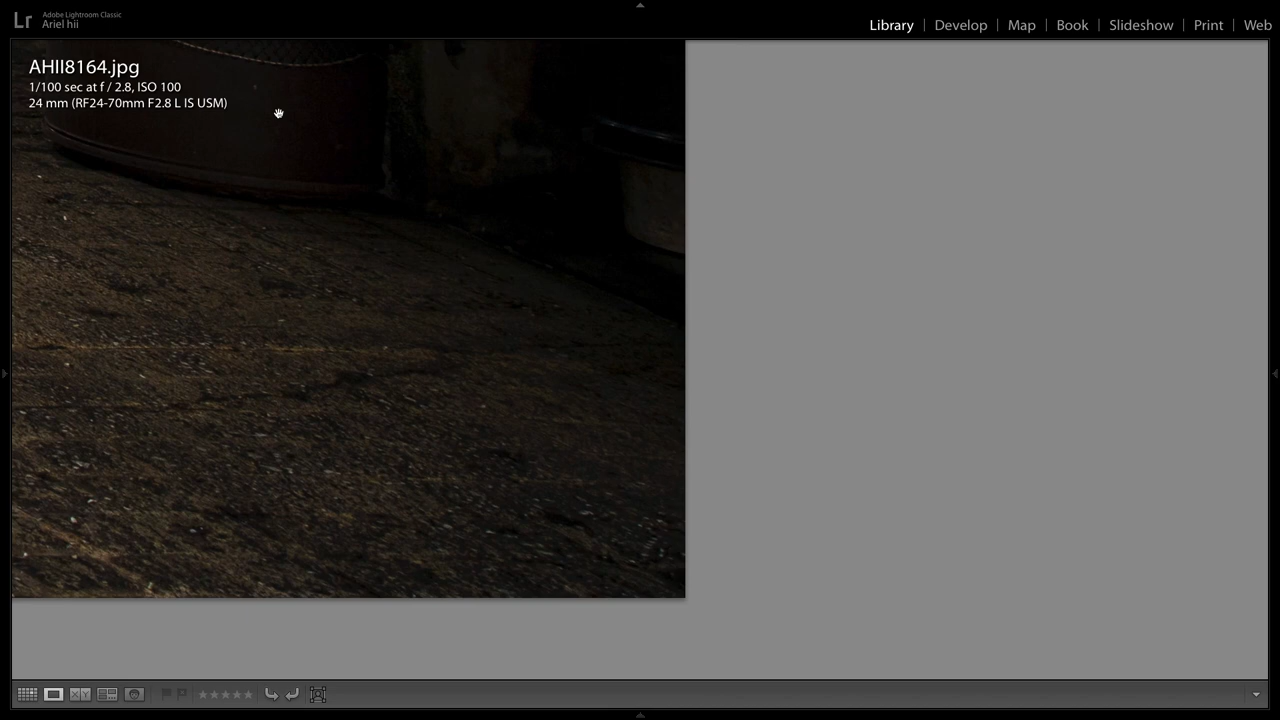 Lr
Adobe Lightroom Classic
Ariel hii
Library | Develop | Map | Book | Slideshow | Print | Web
AHII8164.jpg
1/100 sec at f / 2.8, ISO 100
24 mm (RF24-70mm F2.8 L IS USM)
XY